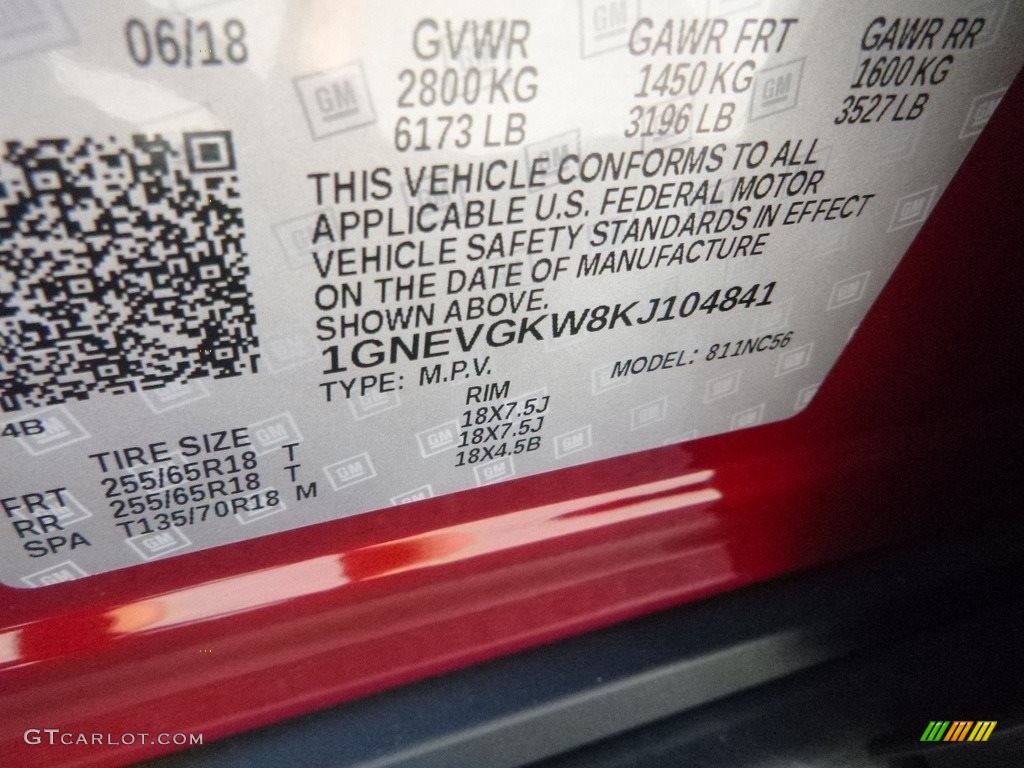 06/18 GVWR GAWR FRT GAWR RR
2800 KG 1450 KG 1600 KG
6173 LB 3196 LB 3527 LB
THIS VEHICLE CONFORMS TO ALL
APPLICABLE U.S. FEDERAL MOTOR
VEHICLE SAFETY STANDARDS IN EFFECT
ON THE DATE OF MANUFACTURE
SHOWN ABOVE.
1GNEVGKW8KJ104841
TYPE: M.P.V. MODEL: 811NC56
4B
TIRE SIZE RIM
FRT 255/65R18 T 18X7.5J
RR 255/65R18 T 18X7.5J
SPA T135/70R18 M 18X4.5B
GM
GTCARLOT.COM